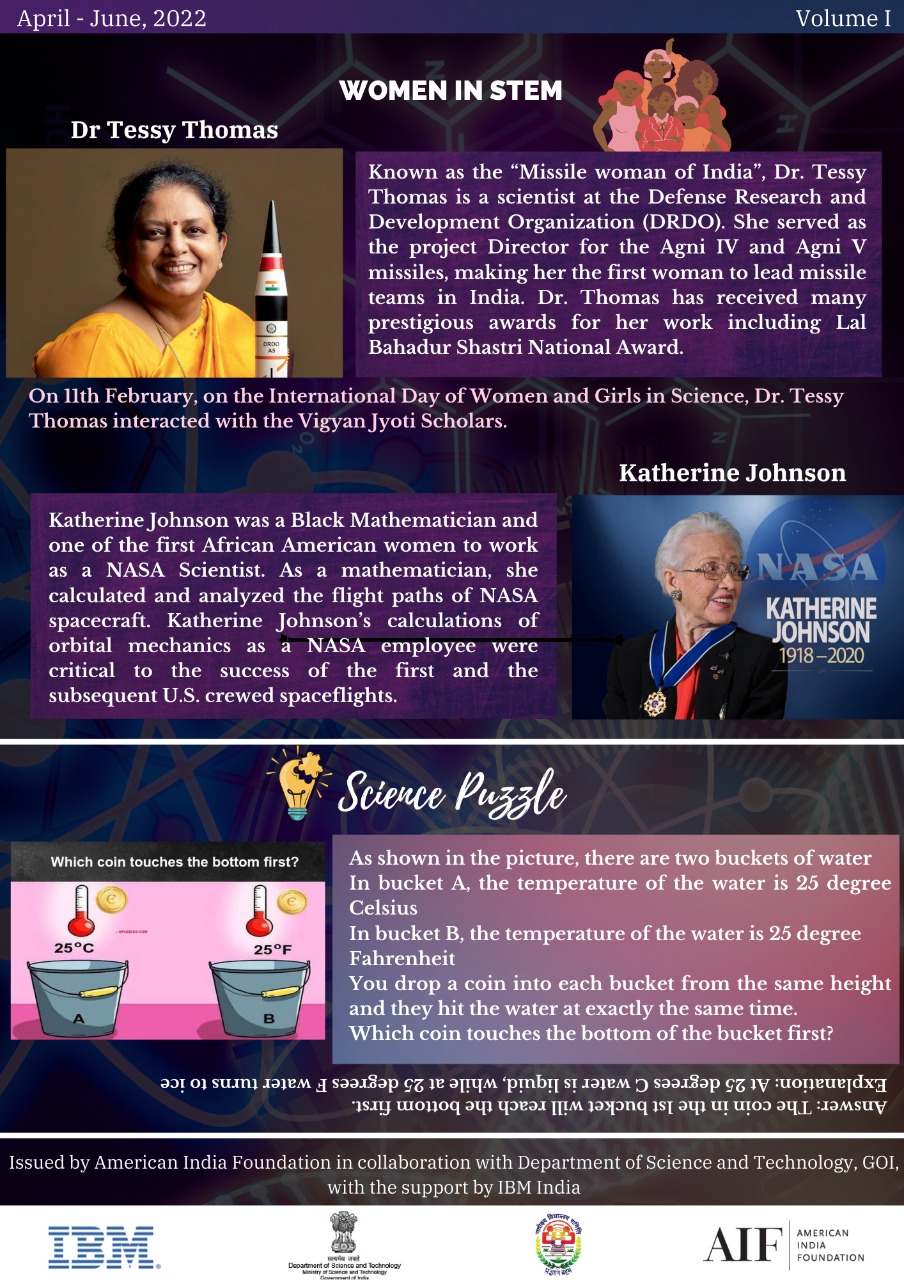 April - June, 2022
Volume I
WOMEN IN STEM
Dr Tessy Thomas
DRDO
A5
Known as the “Missile woman of India”, Dr. Tessy
Thomas is a scientist at the Defense Research and
Development Organization (DRDO). She served as
the project Director for the Agni IV and Agni V
missiles, making her the first woman to lead missile
teams in India. Dr. Thomas has received many
prestigious awards for her work including Lal
Bahadur Shastri National Award.
On 11th February, on the International Day of Women and Girls in Science, Dr. Tessy
Thomas interacted with the Vigyan Jyoti Scholars.
Katherine Johnson
Katherine Johnson was a Black Mathematician and
one of the first African American women to work
as a NASA Scientist. As a mathematician, she
calculated and analyzed the flight paths of NASA
spacecraft. Katherine Johnson’s calculations of
orbital mechanics as a NASA employee were
critical to the success of the first and the
subsequent U.S. crewed spaceflights.
NASA
KATHERINE
JOHNSON
1918–2020
Science Puzzle
Which coin touches the bottom first?
25°C
25°F
A
B
As shown in the picture, there are two buckets of water
In bucket A, the temperature of the water is 25 degree
Celsius
In bucket B, the temperature of the water is 25 degree
Fahrenheit
You drop a coin into each bucket from the same height
and they hit the water at exactly the same time.
Which coin touches the bottom of the bucket first?
Answer: The coin in the 1st bucket will reach the bottom first.
Explanation: At 25 degrees C water is liquid, while at 25 degrees F water turns to ice
Issued by American India Foundation in collaboration with Department of Science and Technology, GOI,
with the support by IBM India
IBM
सत्यमेव जयते
Department of Science and Technology
Ministry of Science and Technology
Government of India
AIF
AMERICAN
INDIA
FOUNDATION